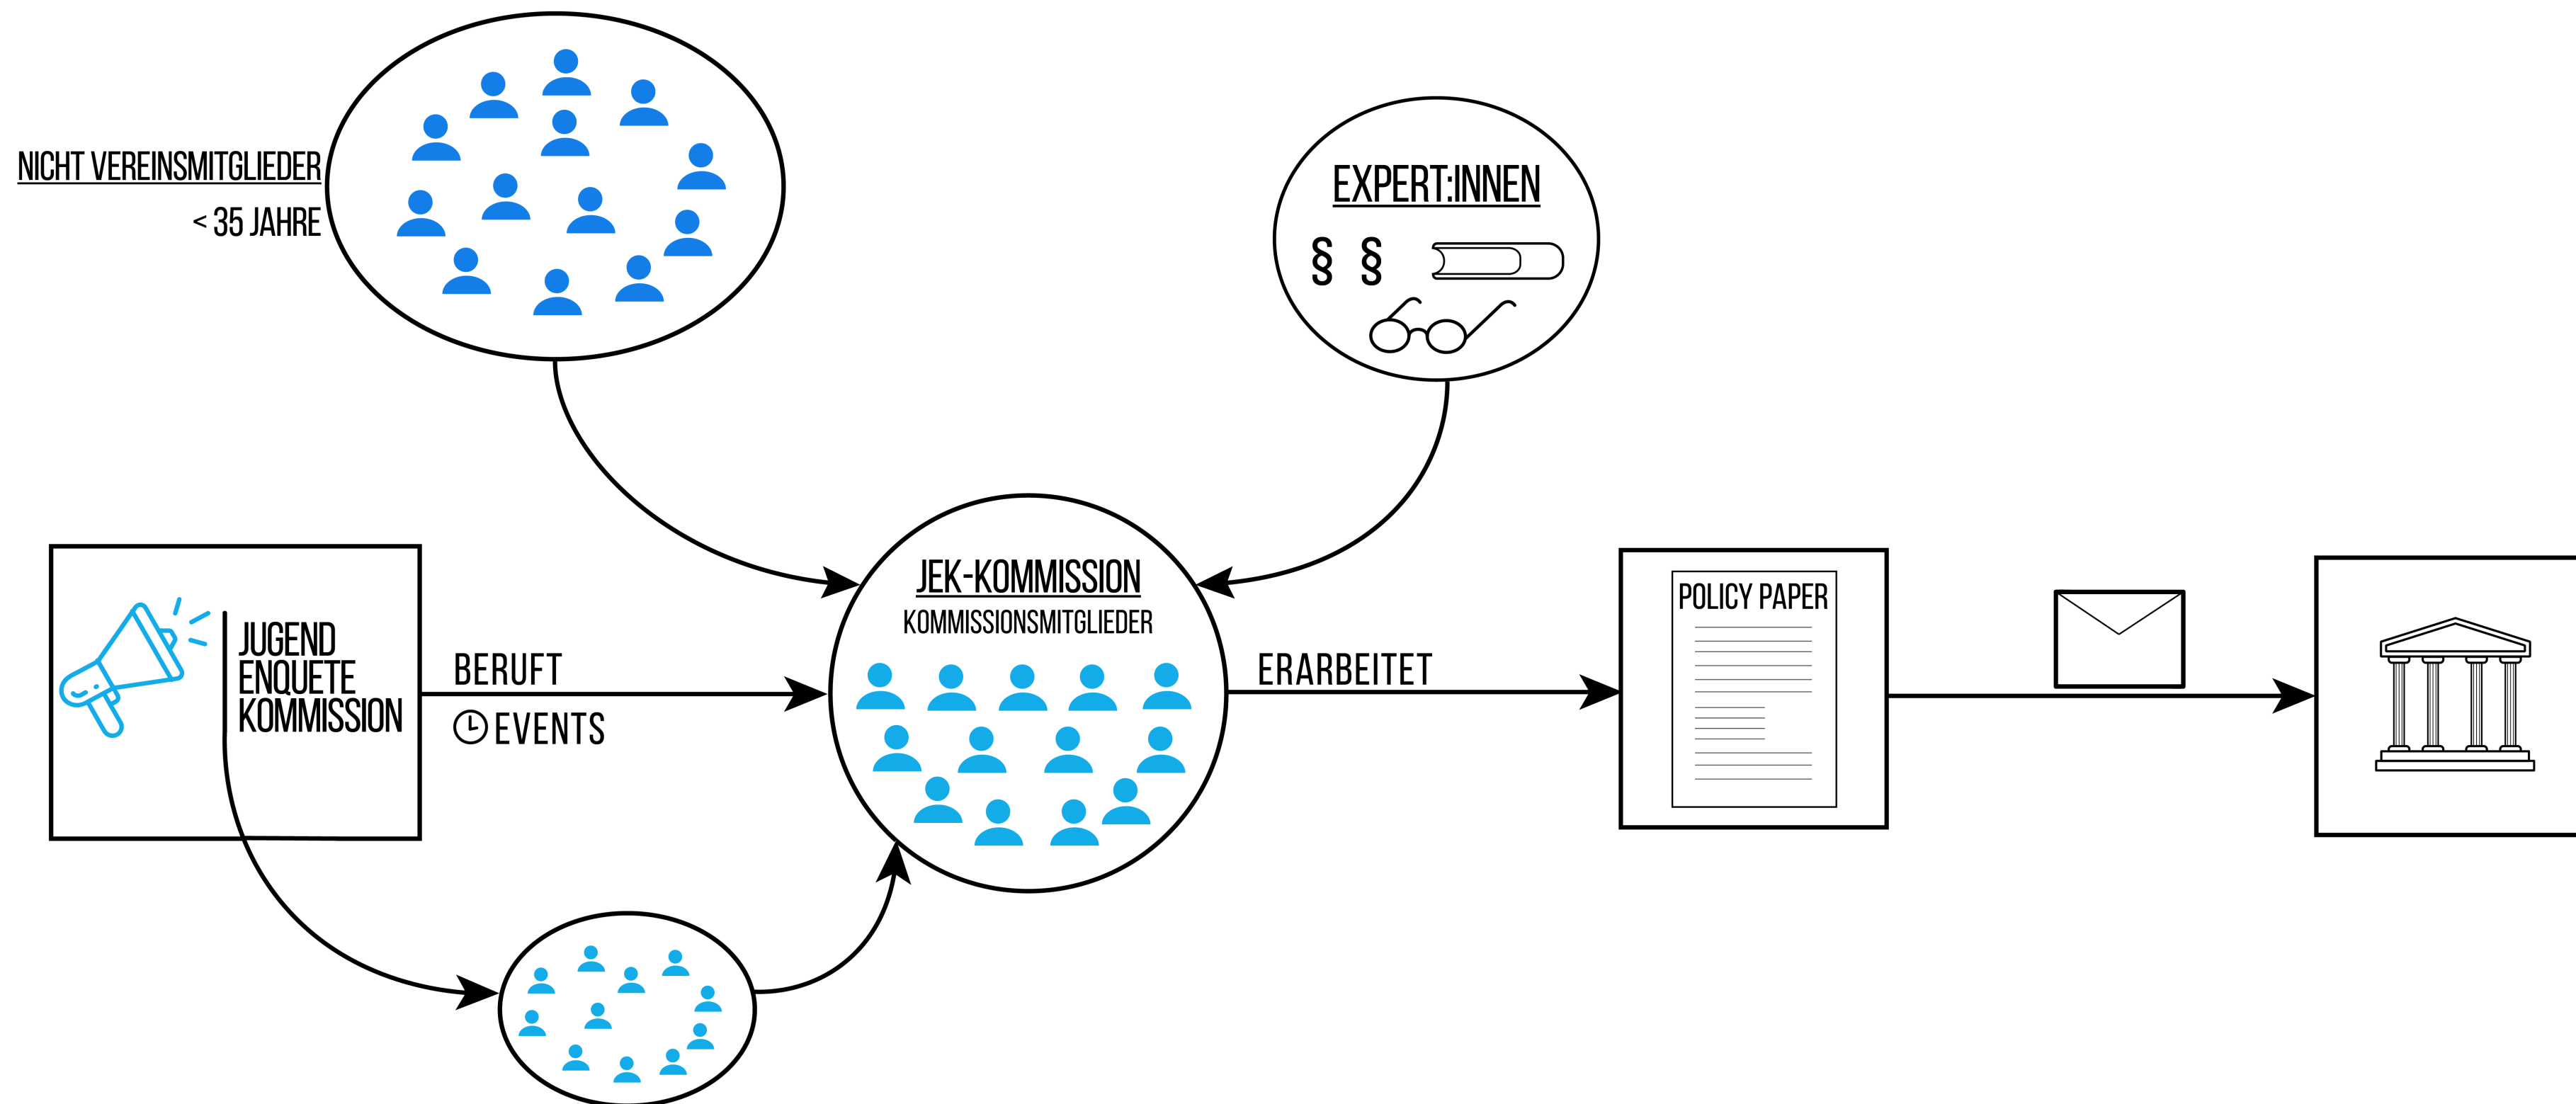 NICHT VEREINSMITGLIEDER
< 35 JAHRE
EXPERT:INNEN
§ §
JUGEND
ENQUETE
KOMMISSION
BERUFT
EVENTS
JEK-KOMMISSION
KOMMISSIONSMITGLIEDER
ERARBEITET
POLICY PAPER